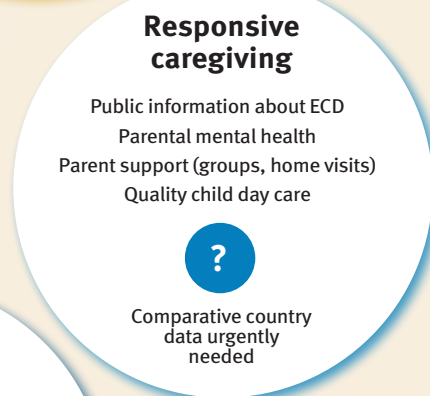 Responsive
caregiving
Public information about ECD
Parental mental health
Parent support (groups, home visits)
Quality child day care
?
Comparative country
data urgently
needed